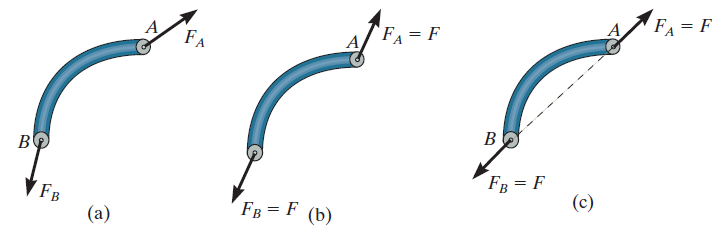 A
F_A
B
F_B
(a)
A
F_A = F
F_B = F
(b)
A
F_A = F
B
F_B = F
(c)